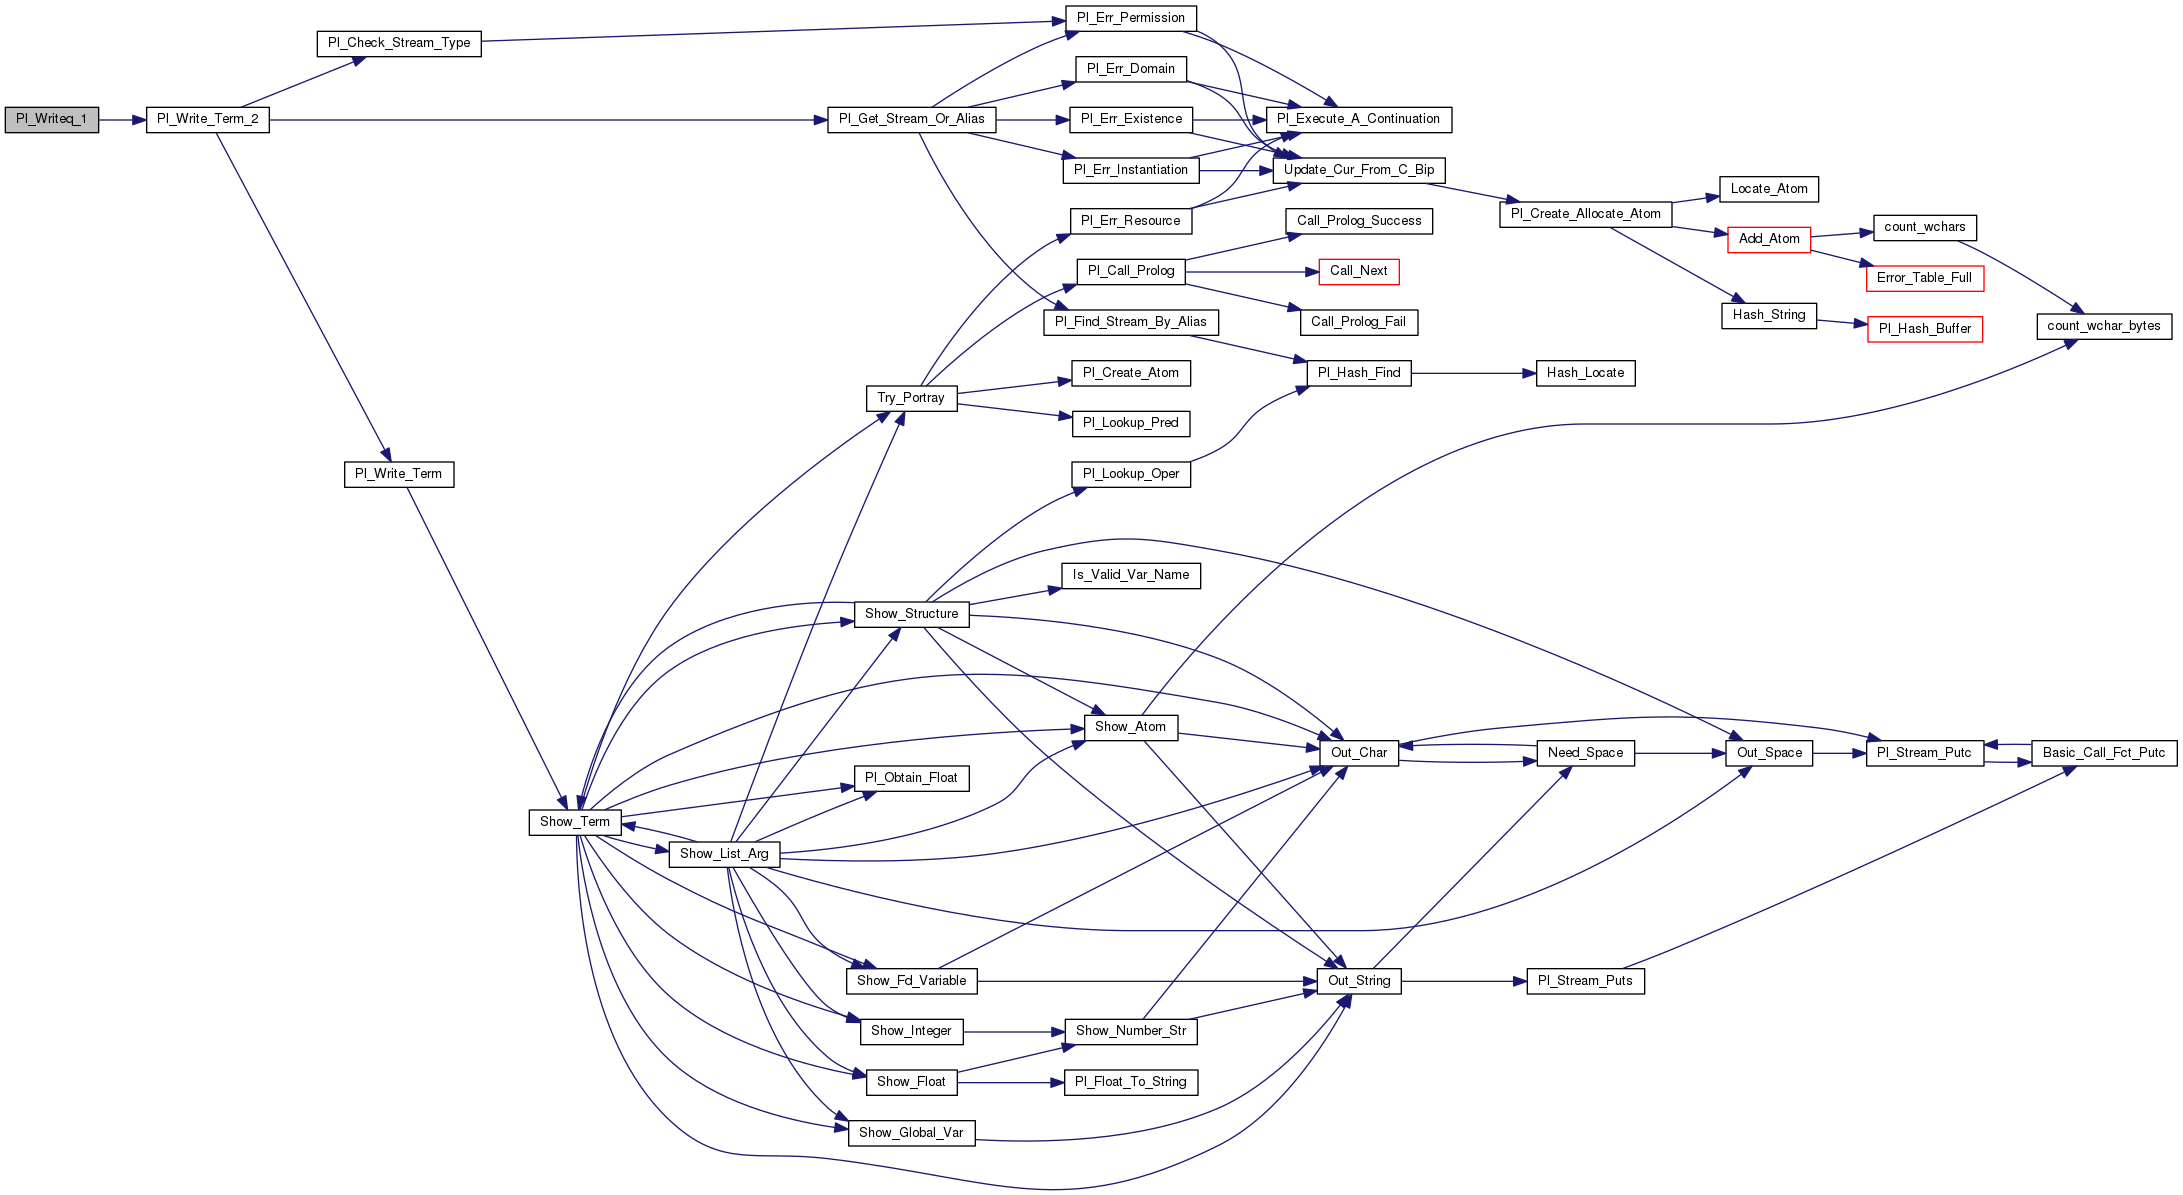 Pl_Writeq_1
Pl_Write_Term_2
Pl_Check_Stream_Type
Pl_Write_Term
Show_Term
Show_List_Arg
Pl_Get_Stream_Or_Alias
Try_Portray
Show_Structure
Pl_Obtain_Float
Show_Fd_Variable
Show_Integer
Show_Float
Show_Global_Var
Pl_Err_Permission
Pl_Err_Domain
Pl_Err_Existence
Pl_Err_Instantiation
Pl_Err_Resource
Pl_Call_Prolog
Pl_Find_Stream_By_Alias
Pl_Create_Atom
Pl_Lookup_Pred
Pl_Lookup_Oper
Is_Valid_Var_Name
Show_Atom
Show_Number_Str
Pl_Float_To_String
Pl_Execute_A_Continuation
Update_Cur_From_C_Bip
Call_Prolog_Success
Call_Next
Call_Prolog_Fail
Pl_Hash_Find
Out_Char
Out_String
Pl_Create_Allocate_Atom
Hash_Locate
Need_Space
Pl_Stream_Puts
Locate_Atom
Add_Atom
Hash_String
Out_Space
count_wchars
Error_Table_Full
Pl_Hash_Buffer
Pl_Stream_Putc
count_wchar_bytes
Basic_Call_Fct_Putc